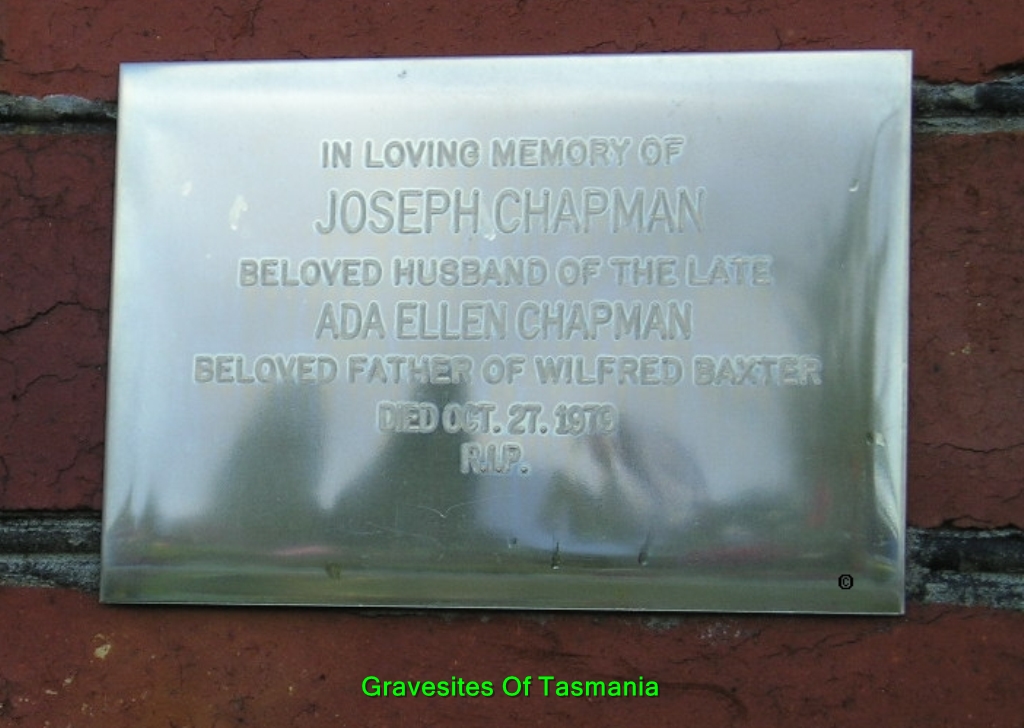 IN LOVING MEMORY OF
JOSEPH CHAPMAN
BELOVED HUSBAND OF THE LATE
ADA ELLEN CHAPMAN
BELOVED FATHER OF WILFRED BAXTER
DIED OCT. 27. 1979
R.I.P.
©
Gravesites Of Tasmania